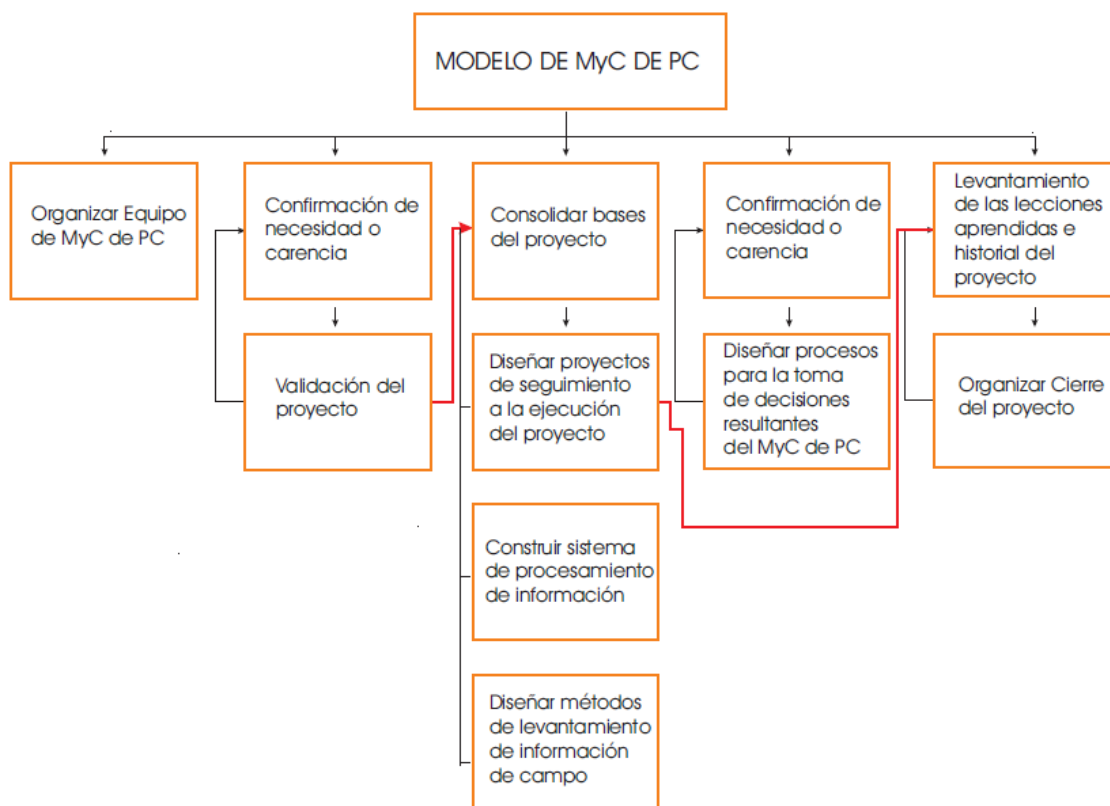 MODELO DE MyC DE PC
Organizar Equipo
de MyC de PC
Confirmación de
necesidad o
carencia
Consolidar bases
del proyecto
Confirmación de
necesidad o
carencia
Levantamiento
de las lecciones
aprendidas e
historial del
proyecto
Validación del
proyecto
Diseñar proyectos
de seguimiento
a la ejecución
del proyecto
Diseñar procesos
para la toma
de decisiones
resultantes
del MyC de PC
Organizar Cierre
del proyecto
Construir sistema
de procesamiento
de información
Diseñar métodos
de levantamiento
de información
de campo